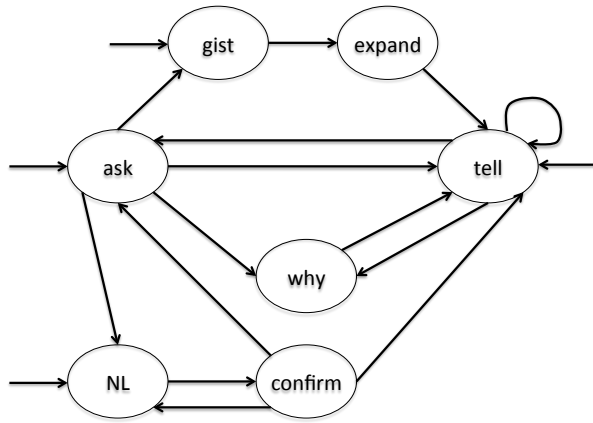 gist
expand
ask
tell
why
NL
confirm